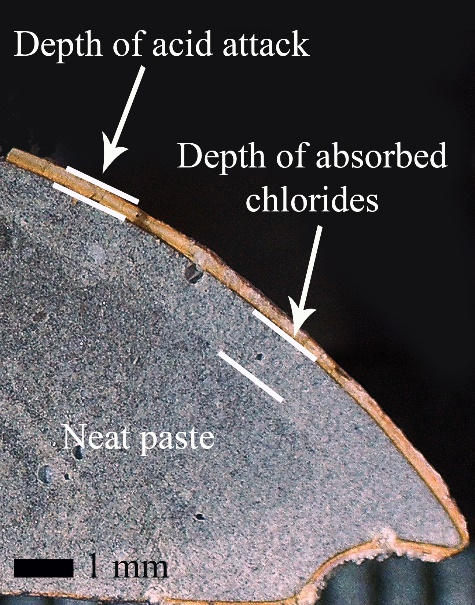 Depth of acid attack
Depth of absorbed
chlorides
Neat paste
1 mm